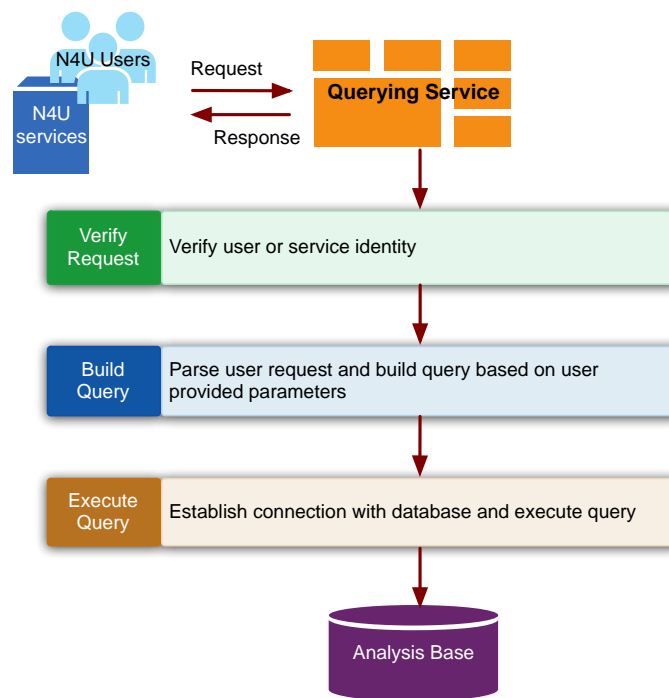 N4U Users
N4U
services
Request
Response
Querying Service
Verify
Request
Verify user or service identity
Build
Query
Parse user request and build query based on user
provided parameters
Execute
Query
Establish connection with database and execute query
Analysis Base